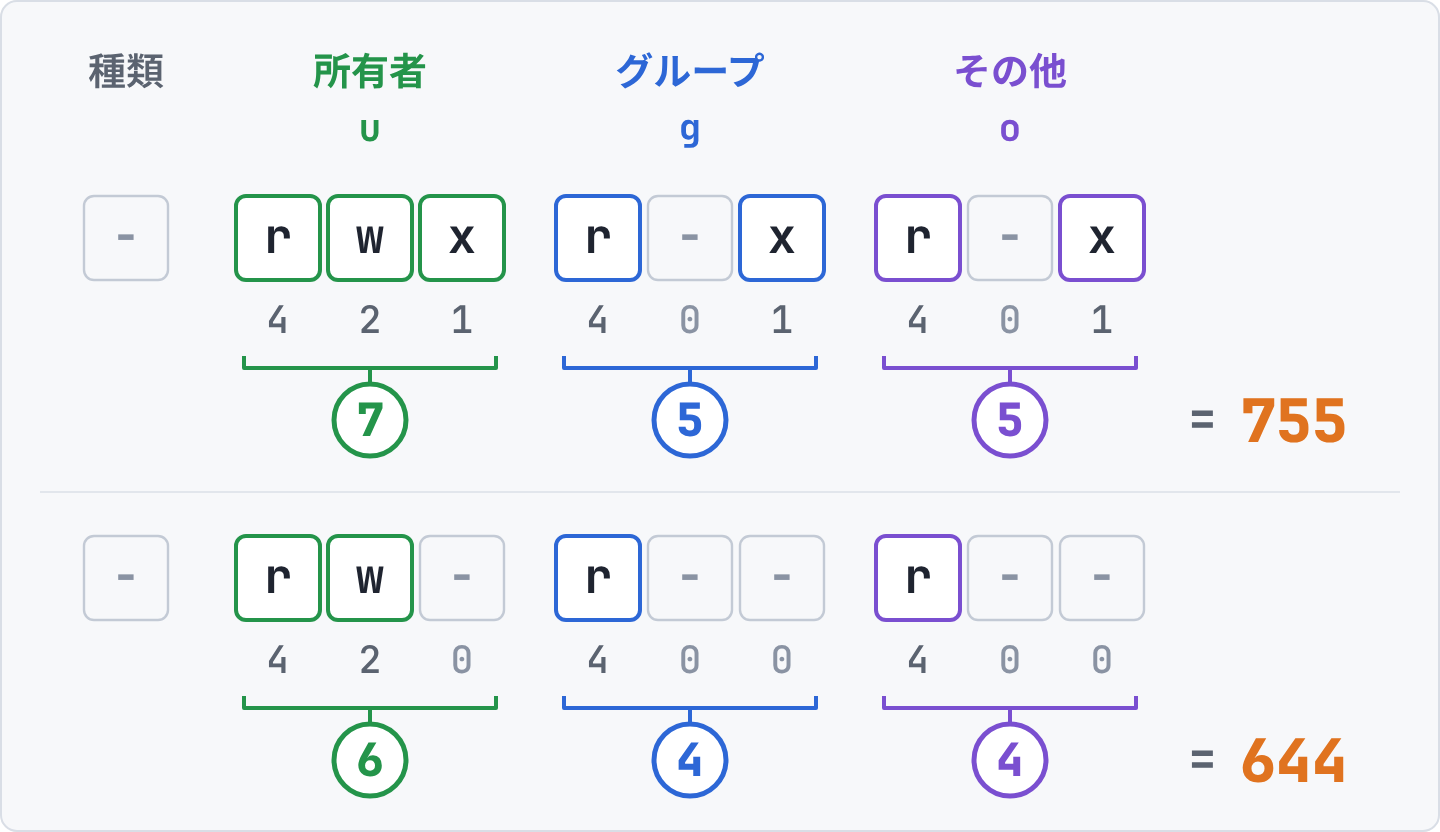 種類 所有者 グループ その他
u g o
- r w x r - x r - x
4 2 1 4 0 1 4 0 1
7 5 5 = 755
- r w - r - - r - -
4 2 0 4 0 0 4 0 0
6 4 4 = 644